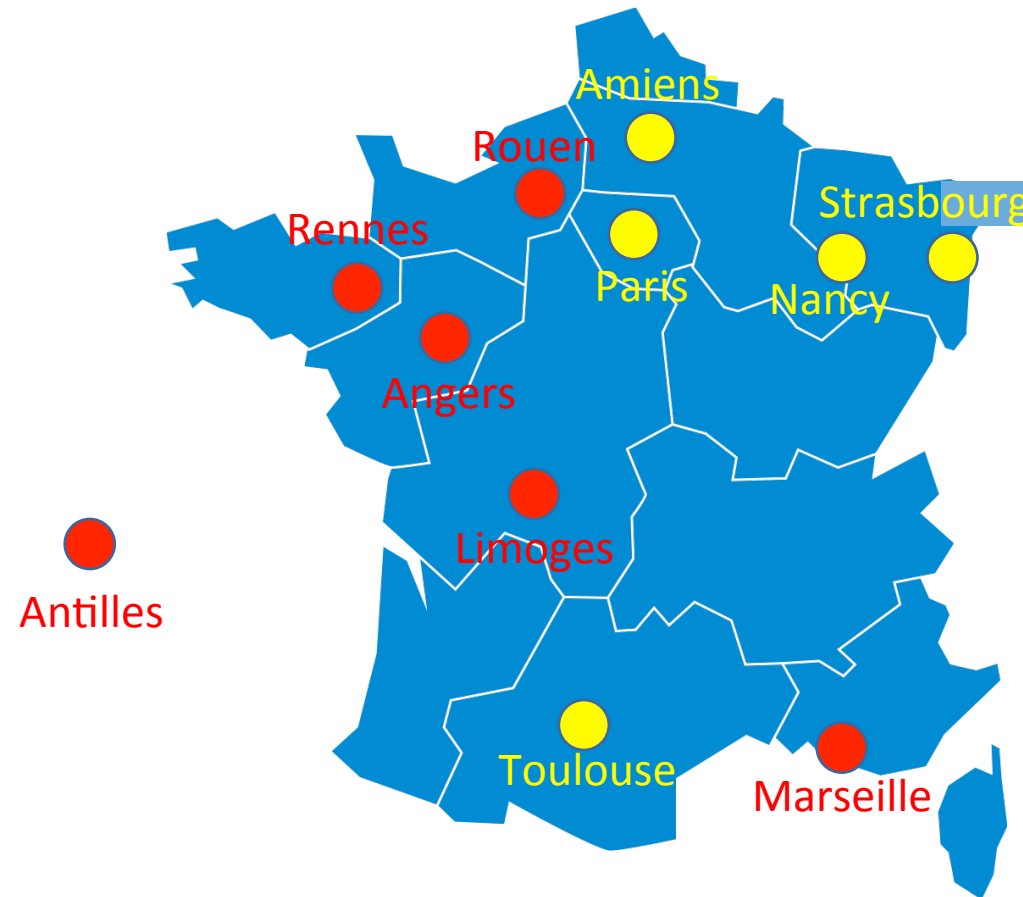 Amiens
Rouen
Strasbourg
Rennes
Paris
Nancy
Angers
Limoges
Antilles
Toulouse
Marseille